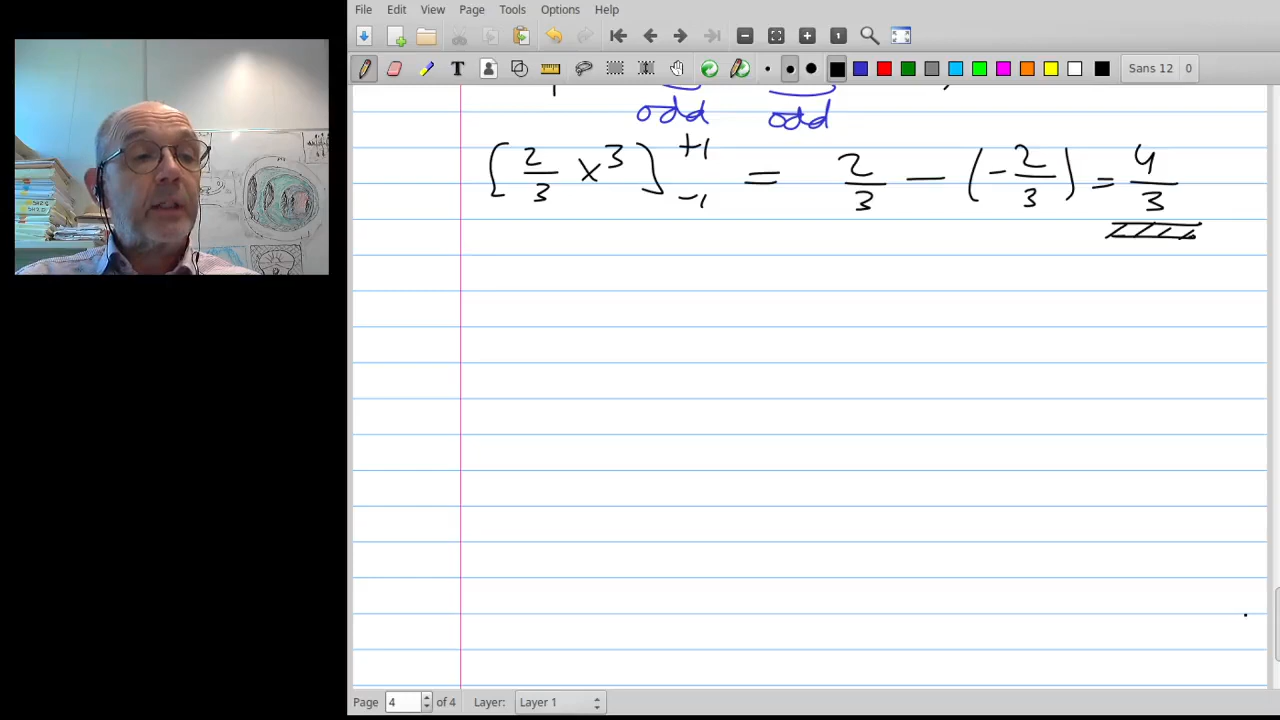 File Edit View Page Tools Options Help
Sans 12 0
odd odd
[2/3 x^3]_{-1}^{+1} = 2/3 - (-2/3) = 4/3
Page 4 of 4 Layer: Layer 1